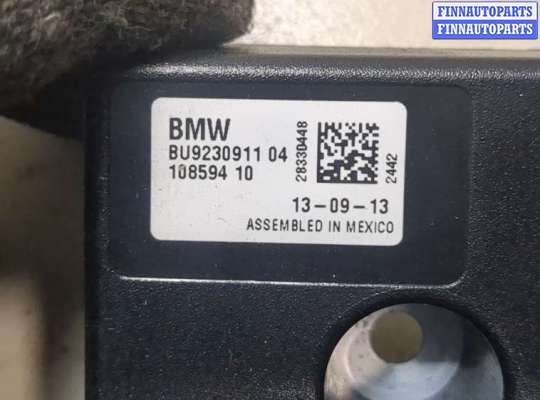 FINNAUTOPARTS
FINNAUTOPARTS
BMW
BU9230911 04
108594 10
28330448
2442
13-09-13
ASSEMBLED IN MEXICO